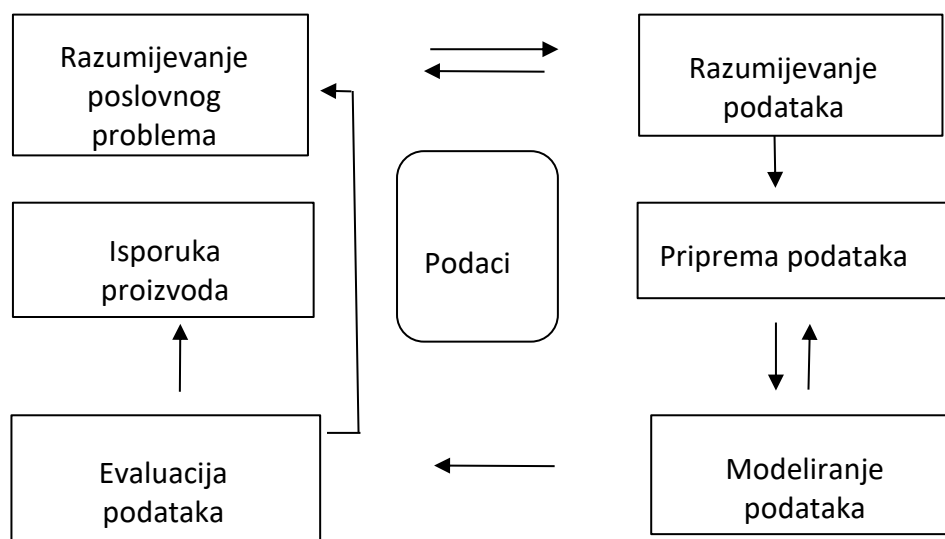 Razumijevanje
poslovnog
problema
Razumijevanje
podataka
Isporuka
proizvoda
Podaci
Priprema podataka
Evaluacija
podataka
Modeliranje
podataka